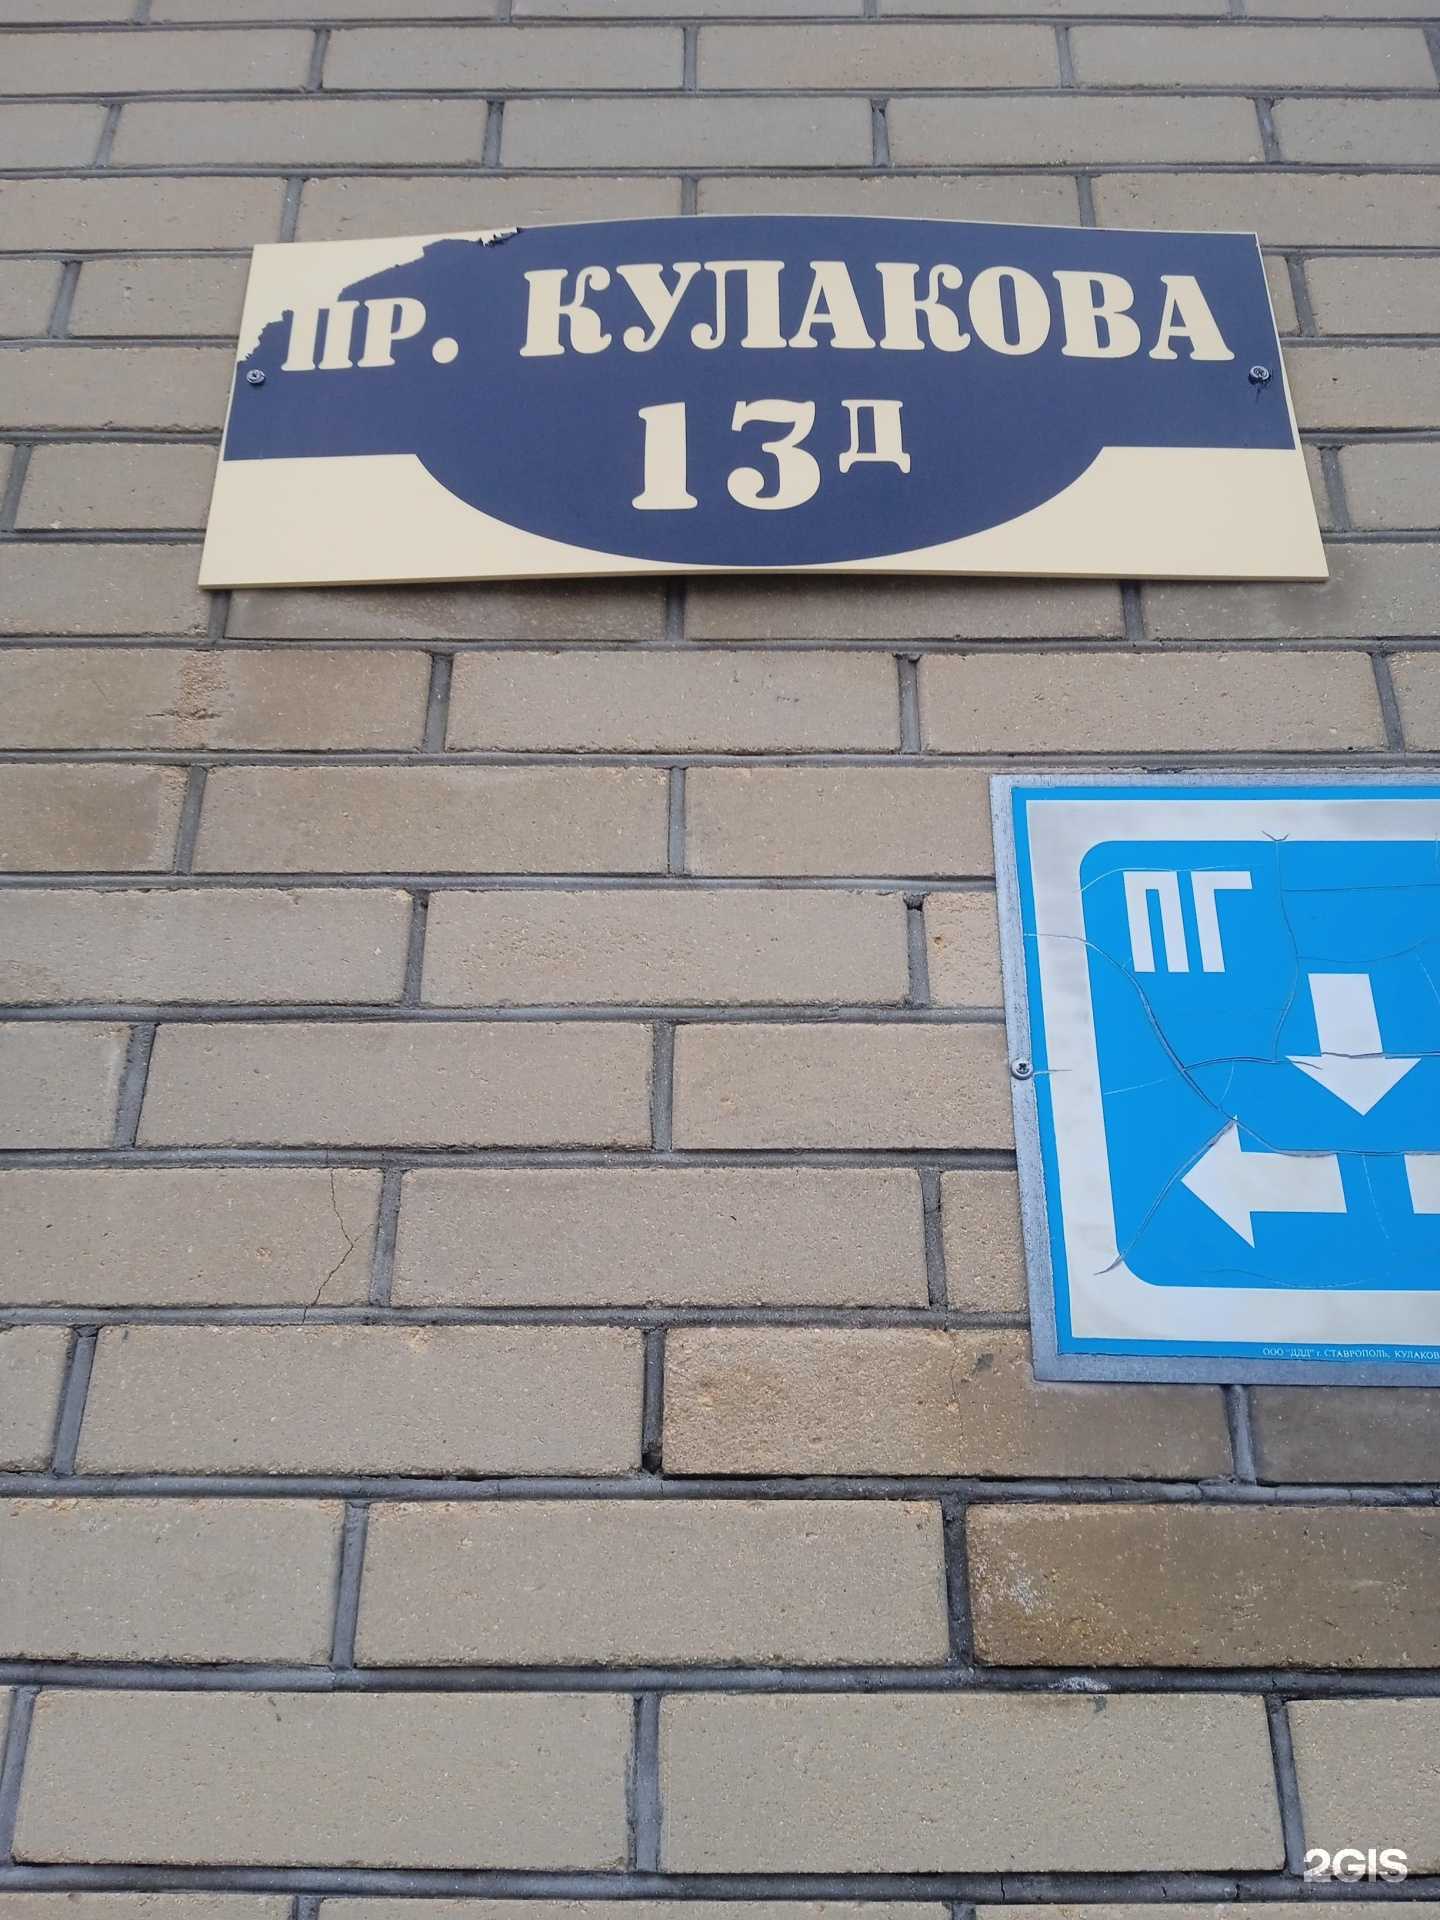 ПР. КУЛАКОВА
13Д
ПГ
ООО "ДДД" г. СТАВРОПОЛЬ, КУЛАКОВ
2GIS